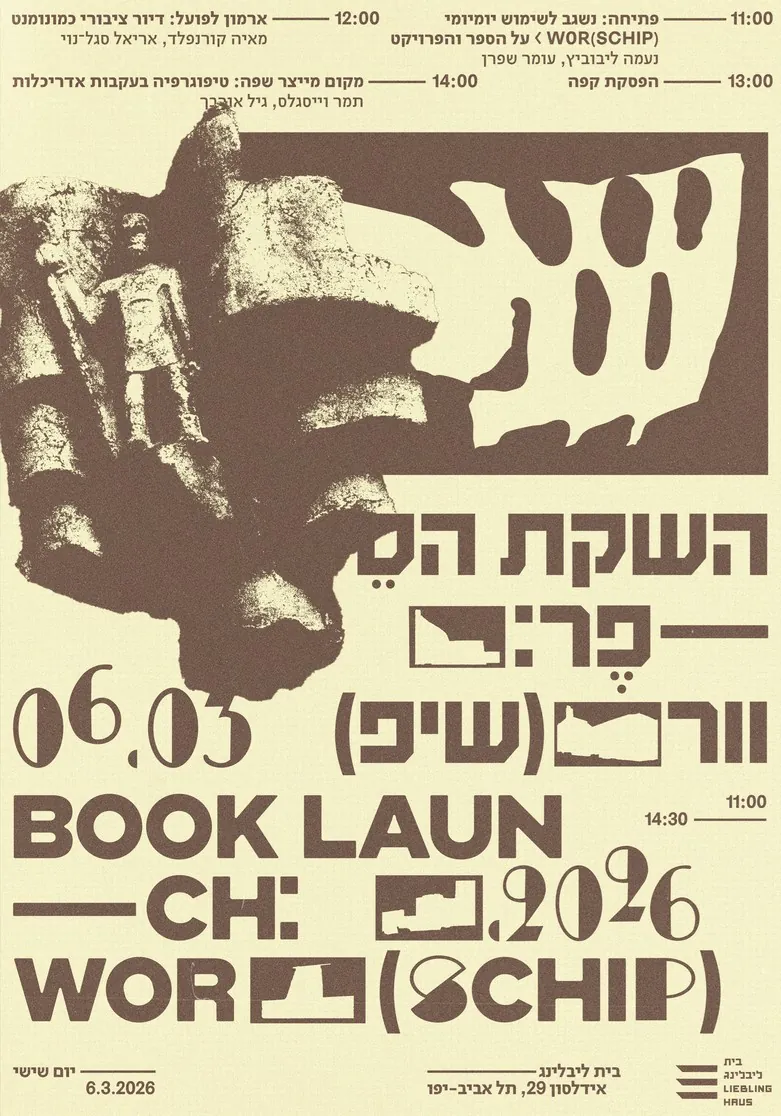 11:00 פתיחה: נשגב לשימוש יומיומי
WOR(SCHIP) > על הספר והפרויקט
נעמה ליבוביץ, עומר שפרן
12:00 ארמון לפועל: דיור ציבורי כמונומנט
מאיה קורנפלד, אריאל סגל־נוי
13:00 הפסקת קפה
14:00 מקום מייצר שפה: טיפוגרפיה בעקבות אדריכלות
תמר וייסגלס, גיל
השקת הסֵ
—פֶר:
וור(שיפ)
06.03
BOOK LAUN
—CH:
.2026
WOR(SCHIP)
11:00
14:30
יום שישי
6.3.2026
בית ליבלינג
אידלסון 29, תל אביב-יפו
בית
ליבלינג
LIEBLING
HAUS